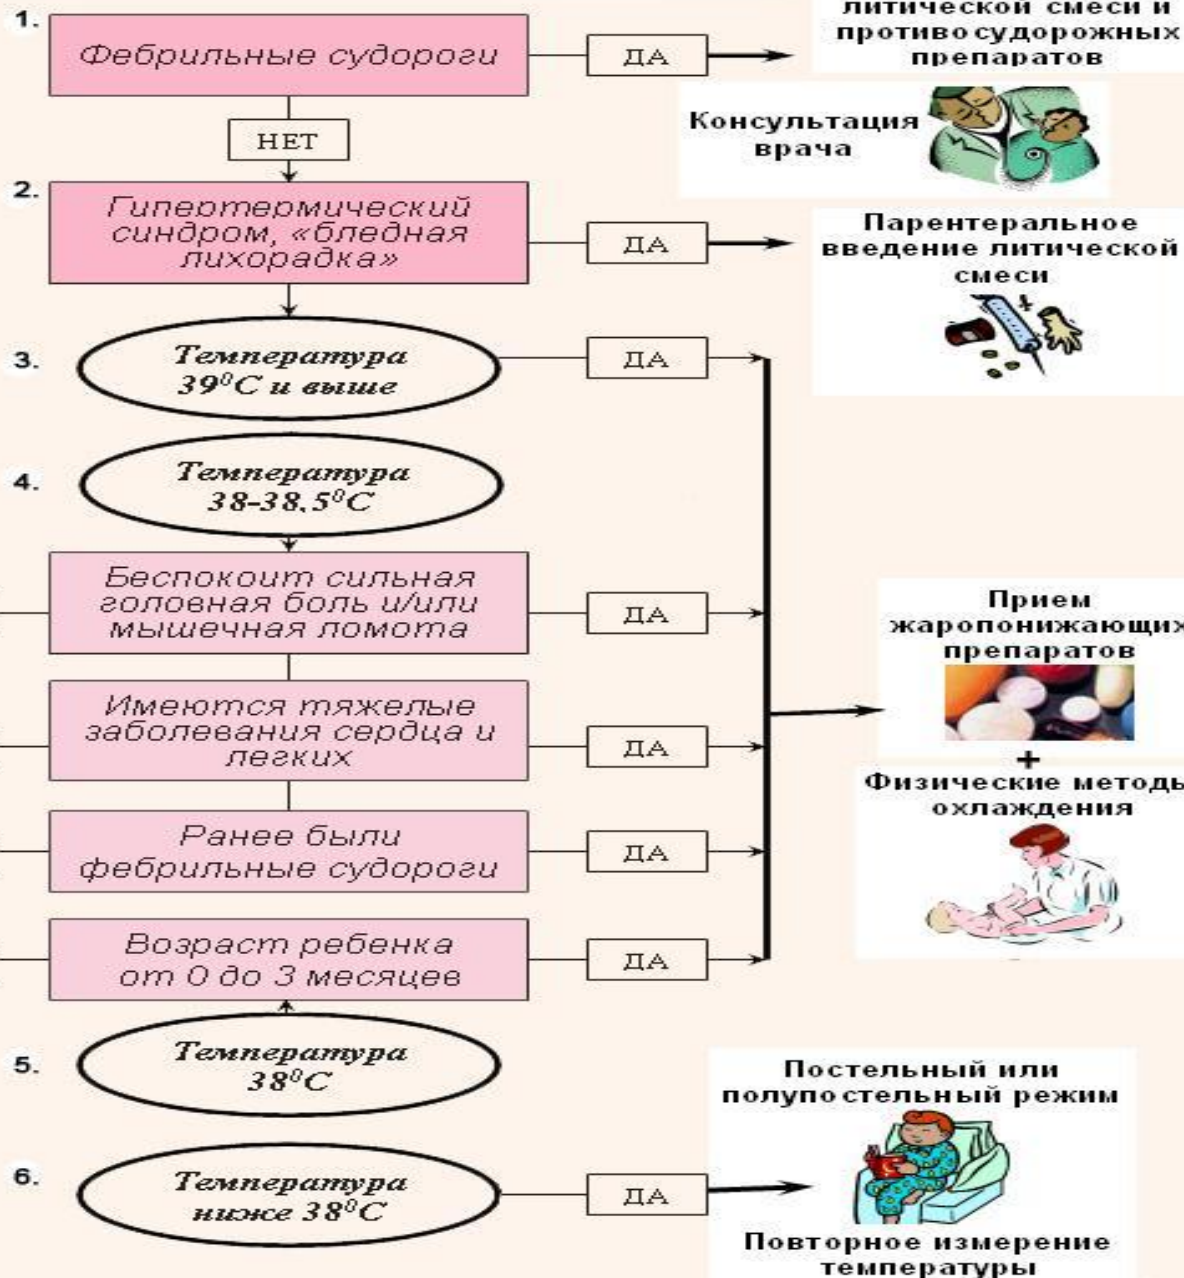 1.
Фебрильные судороги
ДА
литической смеси и
противосудорожных
препаратов
НЕТ
Консультация
врача
2.
Гипертермический
синдром, «бледная
лихорадка»
ДА
Парентеральное
введение литической
смеси
3.
Температура
39⁰С и выше
ДА
4.
Температура
38-38.5⁰С
Беспокоит сильная
головная боль и/или
мышечная ломота
ДА
Прием
жаропонижающих
препаратов
Имеются тяжелые
заболевания сердца и
легких
ДА
+
Физические методы
охлаждения
Ранее были
фебрильные судороги
ДА
Возраст ребенка
от 0 до 3 месяцев
ДА
5.
Температура
38⁰С
Постельный или
полупостельный режим
6.
Температура
ниже 38⁰С
ДА
Повторное измерение
температуры